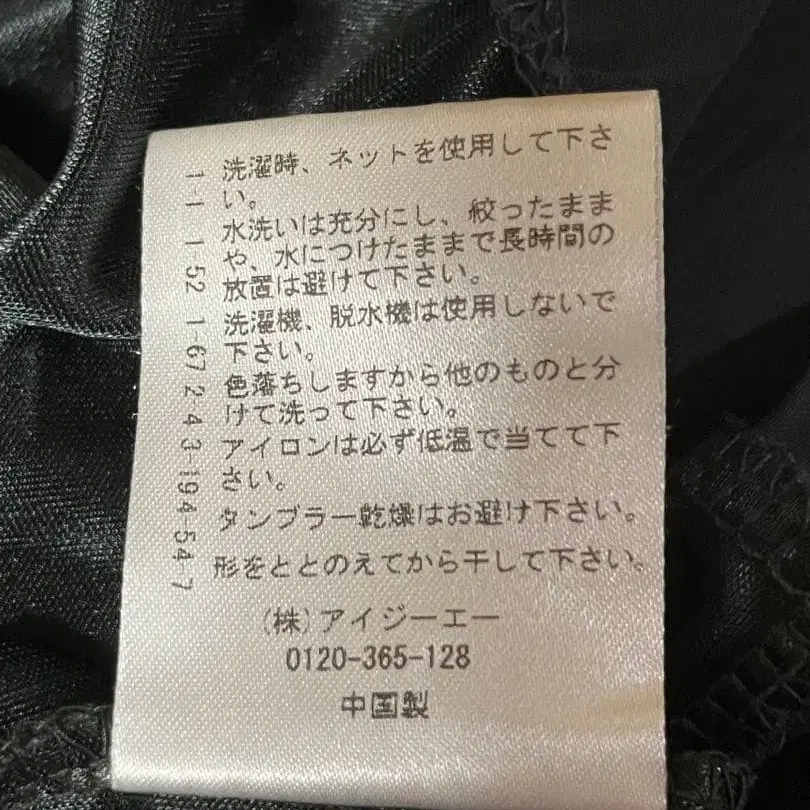 洗濯時、ネットを使用して下さ
い。
水洗いは充分にし、絞ったまま
や、水につけたままで長時間の
放置は避けて下さい。
洗濯機、脱水機は使用しないで
下さい。
色落ちしますから他のものと分
けて洗って下さい。
アイロンは必ず低温で当てて下
さい。
タンブラー乾燥はお避け下さい。
形をととのえてから干して下さい。
(株)アイジーエー
0120-365-128
中国製